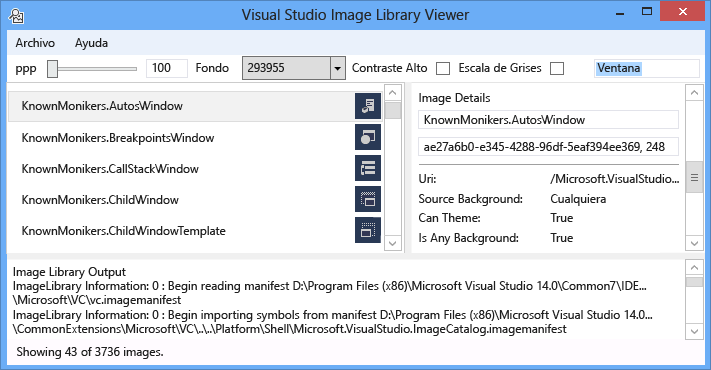 Visual Studio Image Library Viewer
Archivo Ayuda
ppp 100 Fondo 293955 Contraste Alto Escala de Grises Ventana
KnownMonikers.AutosWindow
KnownMonikers.BreakpointsWindow
KnownMonikers.CallStackWindow
KnownMonikers.ChildWindow
KnownMonikers.ChildWindowTemplate
Image Details
KnownMonikers.AutosWindow
ae27a6b0-e345-4288-96df-5eaf394ee369, 248
Uri: /Microsoft.VisualStudio...
Source Background: Cualquiera
Can Theme: True
Is Any Background: True
ImageLibrary Output
ImageLibrary Information: 0 : Begin reading manifest D:\Program Files (x86)\Microsoft Visual Studio 14.0\Common7\IDE...
\Microsoft\VC\vc.imagemanifest
ImageLibrary Information: 0 : Begin importing symbols from manifest D:\Program Files (x86)\Microsoft Visual Studio 14.0...
\CommonExtensions\Microsoft\VC\..\..\Platform\Shell\Microsoft.VisualStudio.ImageCatalog.imagemanifest
Showing 43 of 3736 images.